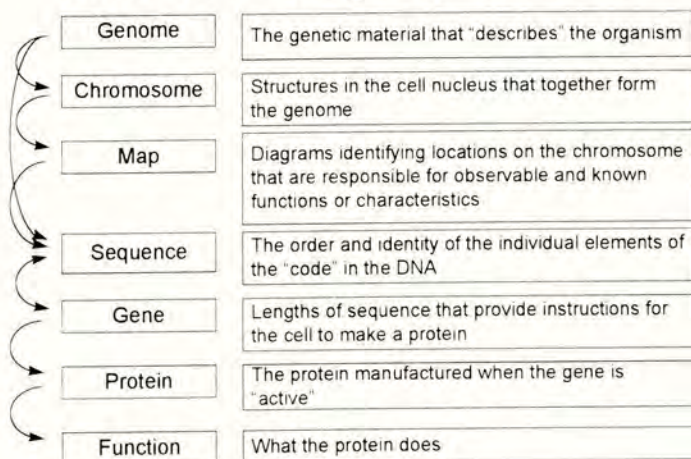 Genome
The genetic material that "describes" the organism
Chromosome
Structures in the cell nucleus that together form
the genome
Map
Diagrams identifying locations on the chromosome
that are responsible for observable and known
functions or characteristics
Sequence
The order and identity of the individual elements of
the "code" in the DNA
Gene
Lengths of sequence that provide instructions for
the cell to make a protein
Protein
The protein manufactured when the gene is
"active"
Function
What the protein does